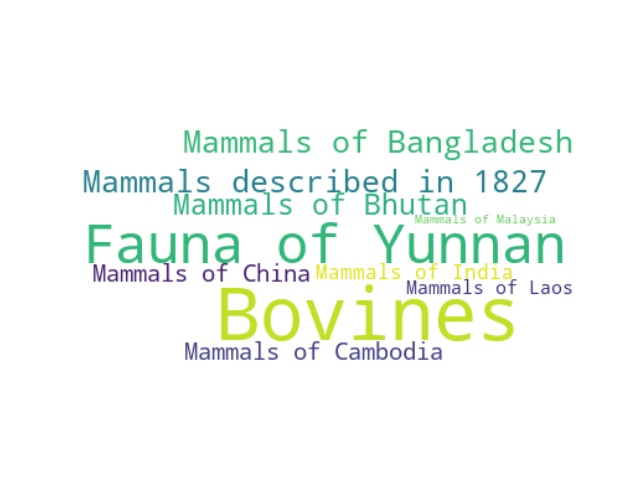 Mammals of Bangladesh
Mammals described in 1827
Mammals of Bhutan
Mammals of Malaysia
Fauna of Yunnan
Mammals of China
Mammals of India
Mammals of Laos
Bovines
Mammals of Cambodia